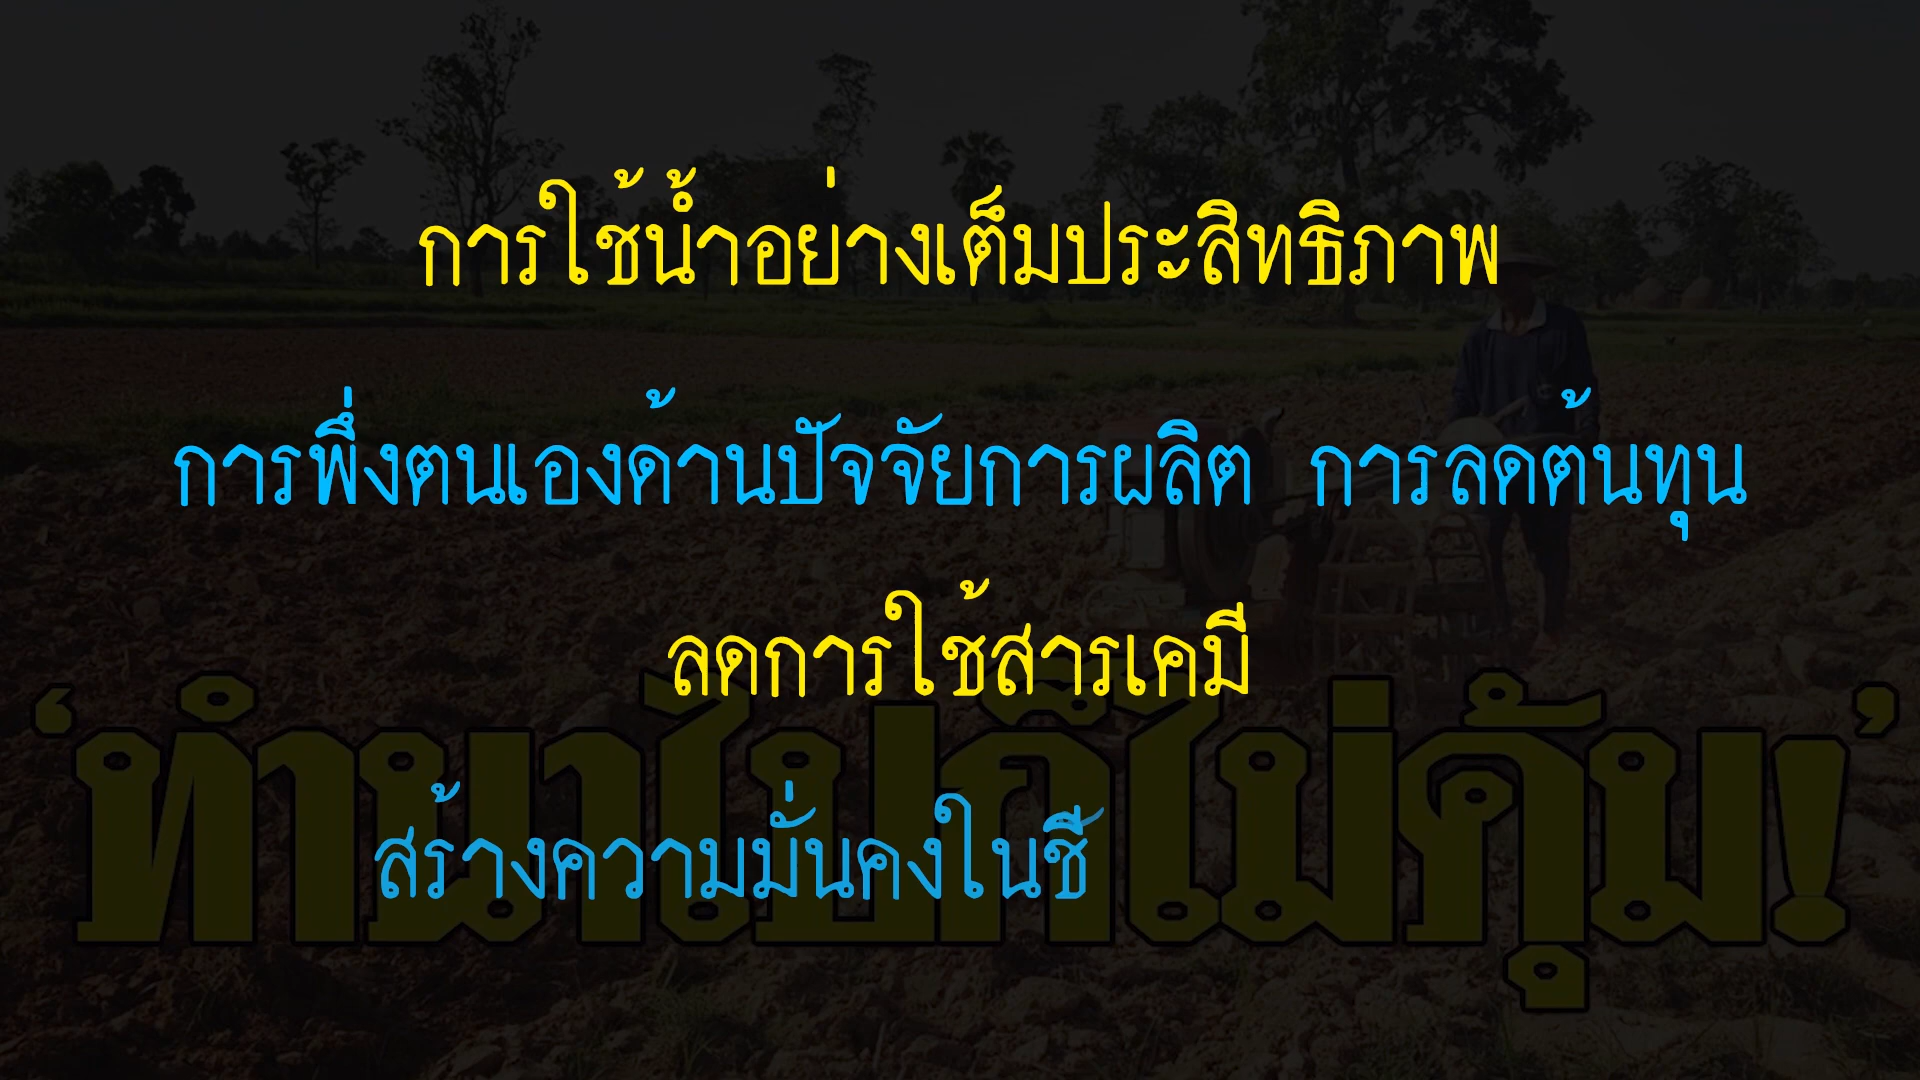 การใช้น้ำอย่างเต็มประสิทธิภาพ
การพึ่งตนเองด้านปัจจัยการผลิต การลดต้นทุน
ลดการใช้สารเคมี
สร้างความมั่นคงในชี
‘ทำนาไปก็ไม่คุ้ม!’